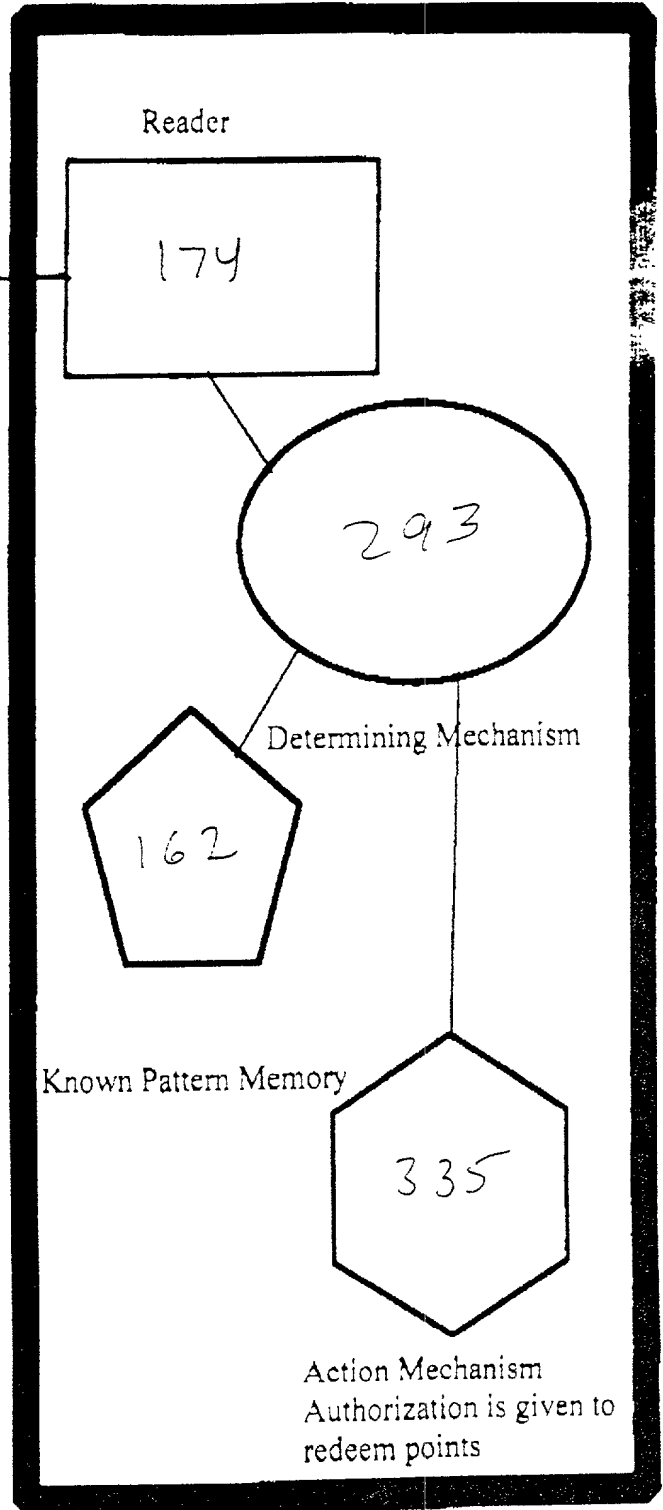 Reader
174
293
Determining Mechanism
162
Known Pattern Memory
335
Action Mechanism
Authorization is given to
redeem points